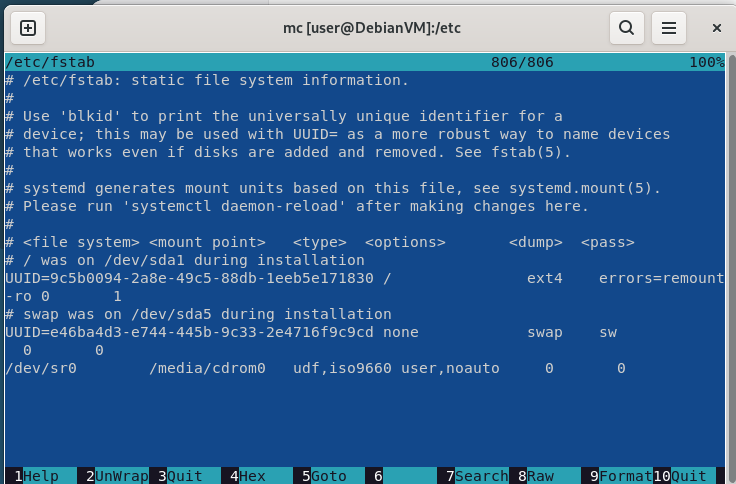 mc [user@DebianVM]:/etc
/etc/fstab 806/806 100%
# /etc/fstab: static file system information.
#
# Use 'blkid' to print the universally unique identifier for a
# device; this may be used with UUID= as a more robust way to name devices
# that works even if disks are added and removed. See fstab(5).
#
# systemd generates mount units based on this file, see systemd.mount(5).
# Please run 'systemctl daemon-reload' after making changes here.
#
# <file system> <mount point>   <type>  <options>       <dump>  <pass>
# / was on /dev/sda1 during installation
UUID=9c5b0094-2a8e-49c5-88db-1eeb5e171830 /               ext4    errors=remount
-ro 0       1
# swap was on /dev/sda5 during installation
UUID=e46ba4d3-e744-445b-9c33-2e4716f9c9cd none            swap    sw
  0       0
/dev/sr0        /media/cdrom0   udf,iso9660 user,noauto     0       0
1Help 2UnWrap 3Quit 4Hex 5Goto 6 7Search 8Raw 9Format 10Quit